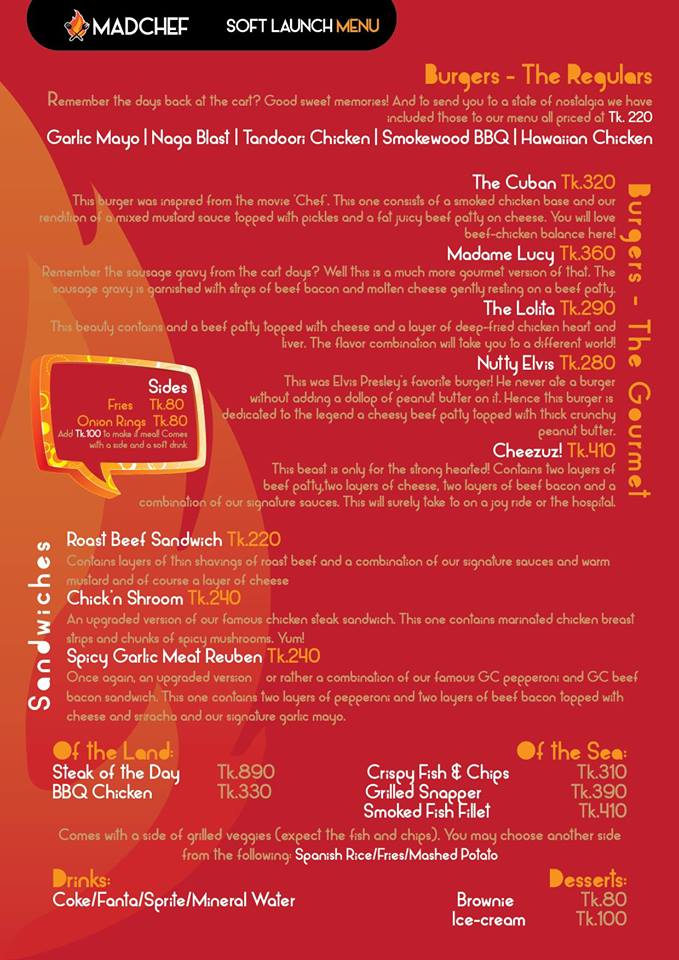 MADCHEF
SOFT LAUNCH MENU
Burgers - The Regulars
Remember the days back at the cart? Good sweet memories! And to send you to a state of nostalgia we have
included those to our menu all priced at Tk. 220
Garlic Mayo | Naga Blast | Tandoori Chicken | Smokewood BBQ | Hawaiian Chicken
Burgers - The Gourmet
The Cuban Tk.320
This burger was inspired from the movie 'Chef'. This one consists of a smoked chicken base and our
rendition of a mixed mustard sauce topped with pickles and a fat juicy beef patty on cheese. You will love
beef-chicken balance here!
Madame Lucy Tk.360
Remember the sausage gravy from the cart days? Well this is a much more gourmet version of that. The
sausage gravy is garnished with strips of beef bacon and molten cheese gently resting on a beef patty.
The Lolita Tk.290
This beauty contains and a beef patty topped with cheese and a layer of deep-fried chicken heart and
liver. The flavor combination will take you to a different world!
Nutty Elvis Tk.280
This was Elvis Presley's favorite burger! He never ate a burger
without adding a dollop of peanut butter on it. Hence this burger is
dedicated to the legend a cheesy beef patty topped with thick crunchy
peanut butter.
Cheezuz! Tk.410
This beast is only for the strong hearted! Contains two layers of
beef patty,two layers of cheese, two layers of beef bacon and a
combination of our signature sauces. This will surely take to on a joy ride or the hospital.
Sides
Fries Tk.80
Onion Rings Tk.80
Add Tk.100 to make it meal! Comes
with a side and a soft drink
Sandwiches
Roast Beef Sandwich Tk.220
Contains layers of thin shavings of roast beef and a combination of our signature sauces and warm
mustard and of course a layer of cheese
Chick'n Shroom Tk.240
An upgraded version of our famous chicken steak sandwich. This one contains marinated chicken breast
strips and chunks of spicy mushrooms. Yum!
Spicy Garlic Meat Reuben Tk.240
Once again, an upgraded version or rather a combination of our famous GC pepperoni and GC beef
bacon sandwich. This one contains two layers of pepperoni and two layers of beef bacon topped with
cheese and sriracha and our signature garlic mayo.
Of the Land:
Steak of the Day Tk.890
BBQ Chicken Tk.330
Of the Sea:
Crispy Fish & Chips Tk.310
Grilled Snapper Tk.390
Smoked Fish Fillet Tk.410
Comes with a side of grilled veggies (expect the fish and chips). You may choose another side
from the following: Spanish Rice/Fries/Mashed Potato
Drinks:
Coke/Fanta/Sprite/Mineral Water
Desserts:
Brownie Tk.80
Ice-cream Tk.100